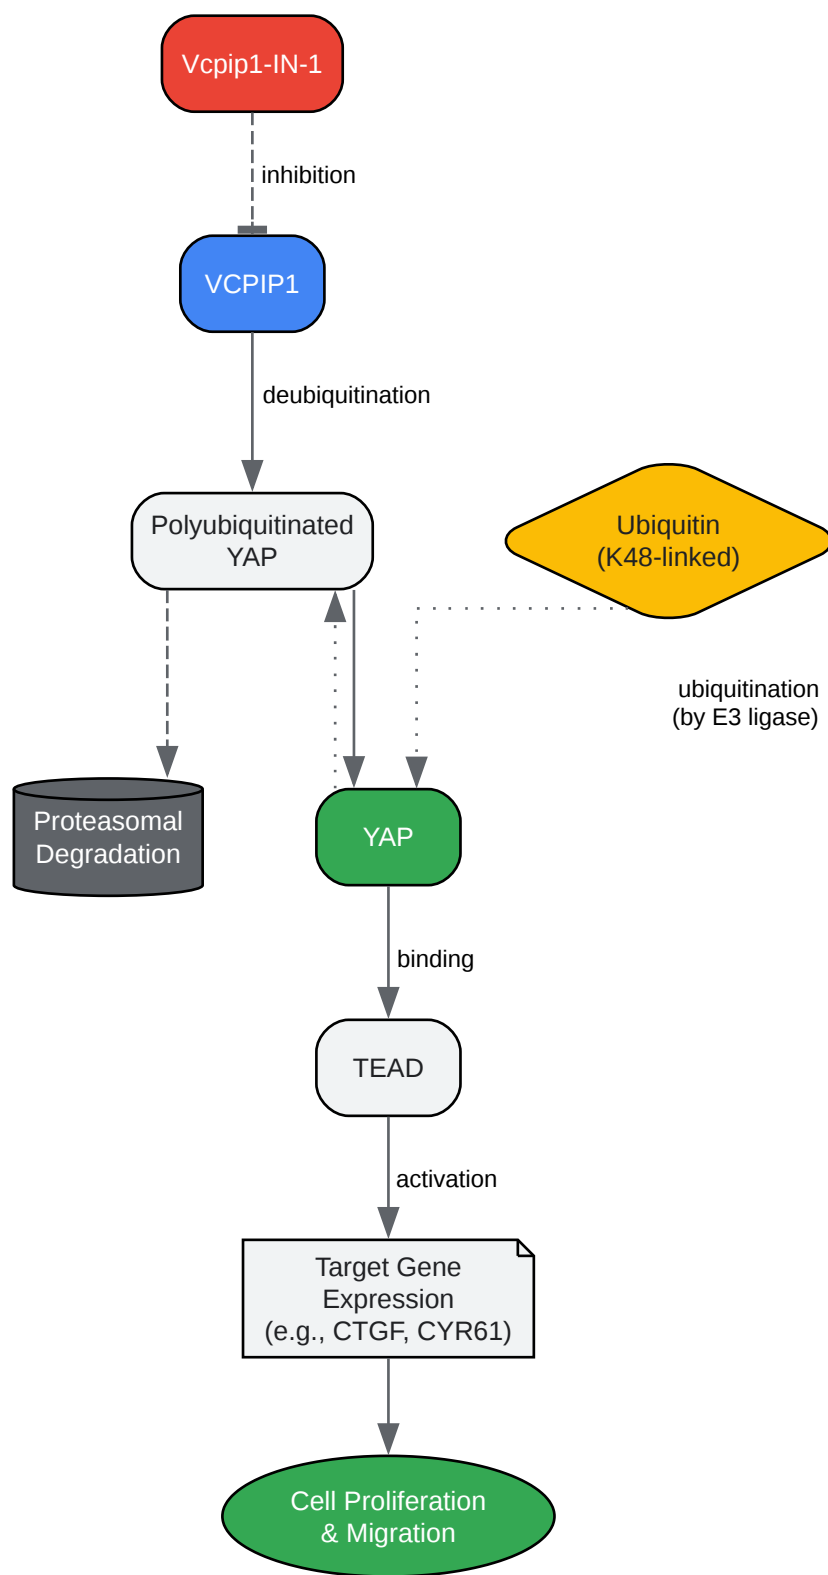 Vcpip1-IN-1
inhibition
VCPIP1
deubiquitination
Polyubiquitinated
YAP
Ubiquitin
(K48-linked)
ubiquitination
(by E3 ligase)
Proteasomal
Degradation
YAP
binding
TEAD
activation
Target Gene
Expression
(e.g., CTGF, CYR61)
Cell Proliferation
& Migration